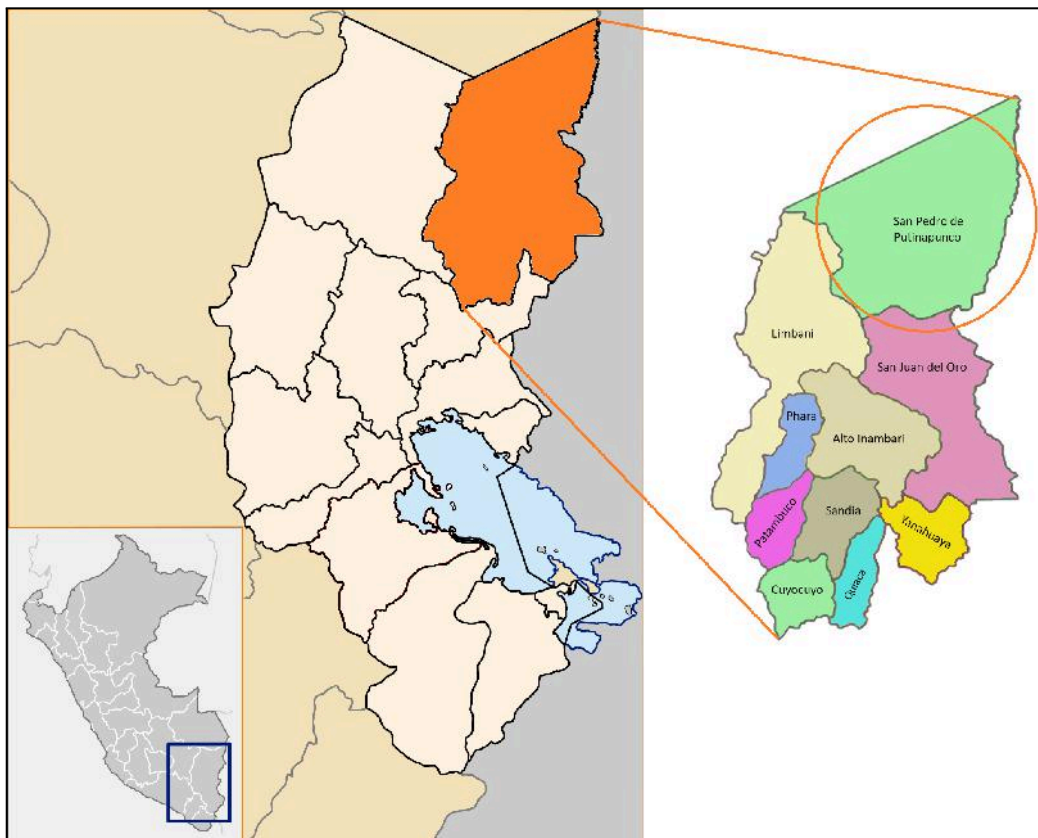 San Pedro de
Putinapunco
Limbani
San Juan del Oro
Phara
Alto Inambari
Sandia
Patambuco
Yanahuaya
Quiaca
Cuyocuyo